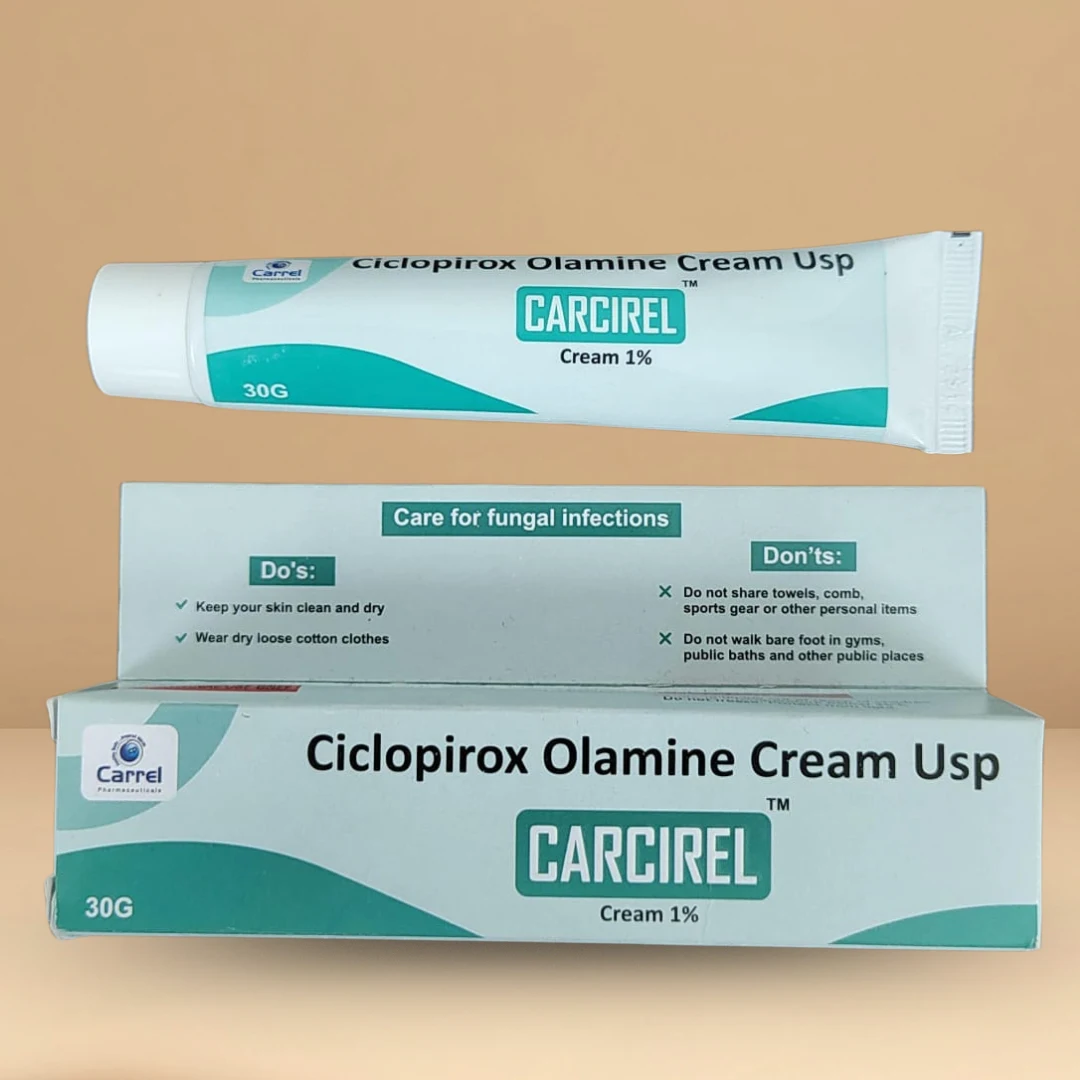 Carrel
Pharmaceuticals
Ciclopirox Olamine Cream Usp
CARCIREL™
Cream 1%
30G
Care for fungal infections
Do's:
✓ Keep your skin clean and dry
✓ Wear dry loose cotton clothes
Don'ts:
✕ Do not share towels, comb,
sports gear or other personal items
✕ Do not walk bare foot in gyms,
public baths and other public places
Carrel
Pharmaceuticals
Ciclopirox Olamine Cream Usp
CARCIREL™
Cream 1%
30G